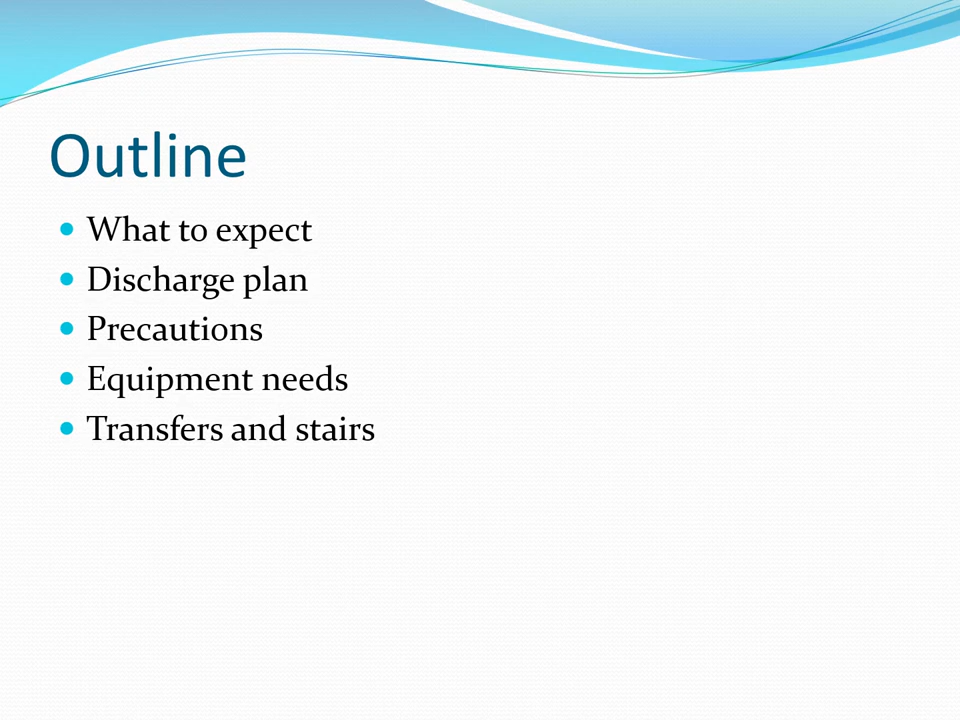 Outline
What to expect
Discharge plan
Precautions
Equipment needs
Transfers and stairs